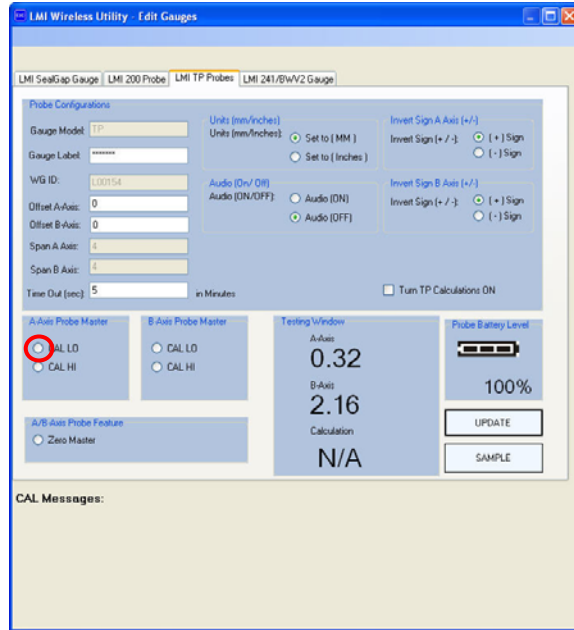 LMI Wireless Utility - Edit Gauges
LMI SealGap Gauge LMI 200 Probe LMI TP Probes LMI 241/BWV2 Gauge
Probe Configurations
Gauge Model: TP
Gauge Label: *******
WG ID: L00154
Offset A-Axis: 0
Offset B-Axis: 0
Span A Axis: 4
Span B Axis: 4
Time Out (sec): 5 in Minutes
Units (mm/inches)
Units (mm/inches): Set to ( MM )
Set to ( Inches )
Audio (On/ Off)
Audio (ON/OFF): Audio (ON)
Audio (OFF)
Invert Sign A Axis (+/-)
Invert Sign (+ / -): ( + ) Sign
( - ) Sign
Invert Sign B Axis (+/-)
Invert Sign (+ / -): ( + ) Sign
( - ) Sign
Turn TP Calculations ON
A-Axis Probe Master
CAL LO
CAL HI
B-Axis Probe Master
CAL LO
CAL HI
A/B-Axis Probe Feature
Zero Master
Testing Window
A-Axis
0.32
B-Axis
2.16
Calculation
N/A
Probe Battery Level
100%
UPDATE
SAMPLE
CAL Messages: